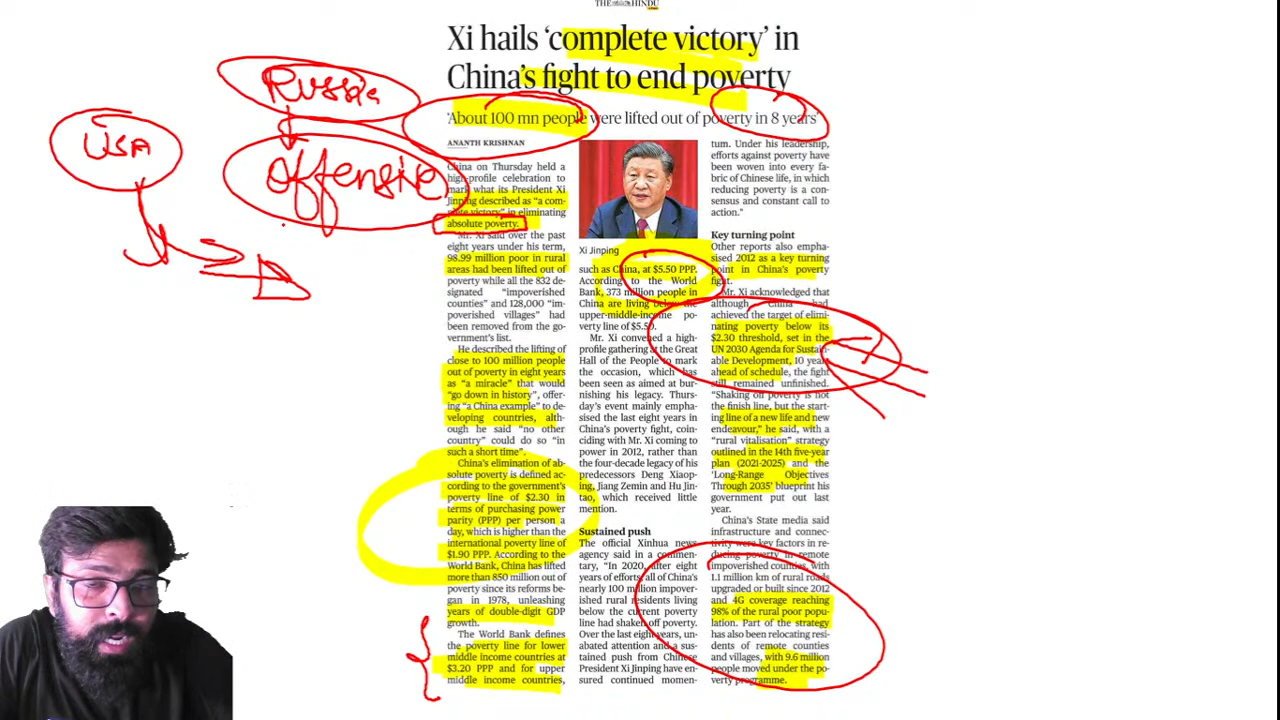 THE HINDU
Xi hails ‘complete victory’ in
China’s fight to end poverty
‘About 100 mn people were lifted out of poverty in 8 years’
Russia
USA
offensive
ANANTH KRISHNAN
China on Thursday held a
high-profile celebration to
mark what its President Xi
Jinping described as “a com-
plete victory” in eliminating
absolute poverty.
Mr. Xi said over the past
eight years under his term,
98.99 million poor in rural
areas had been lifted out of
poverty while all the 832 de-
signated “impoverished
counties” and 128,000 “im-
poverished villages” had
been removed from the go-
vernment’s list.
He described the lifting of
close to 100 million people
out of poverty in eight years
as “a miracle” that would
“go down in history”, offer-
ing “a China example” to de-
veloping countries, alth-
ough he said “no other
country” could do so “in
such a short time”.
China’s elimination of ab-
solute poverty is defined ac-
cording to the government’s
poverty line of $2.30 in
terms of purchasing power
parity (PPP) per person a
day, which is higher than the
international poverty line of
$1.90 PPP. According to the
World Bank, China has lifted
more than 850 million out of
poverty since its reforms be-
gan in 1978, unleashing
years of double-digit GDP
growth.
The World Bank defines
the poverty line for lower
middle income countries at
$3.20 PPP and for upper
middle income countries,
Xi Jinping
such as China, at $5.50 PPP.
According to the World
Bank, 373 million people in
China are living below the
upper-middle-income po-
verty line of $5.50.
Mr. Xi convened a high-
profile gathering at the Great
Hall of the People to mark
the occasion, which has
been seen as aimed at bur-
nishing his legacy. Thurs-
day’s event mainly empha-
sised the last eight years in
China’s poverty fight, coin-
ciding with Mr. Xi coming to
power in 2012, rather than
the four-decade legacy of his
predecessors Deng Xiaop-
ing, Jiang Zemin and Hu Jin-
tao, which received little
mention.
Sustained push
The official Xinhua news
agency said in a commen-
tary, “In 2020, after eight
years of efforts, all of China’s
nearly 100 million impover-
ished rural residents living
below the current poverty
line had shaken off poverty.
Over the last eight years, un-
abated attention and a sus-
tained push from Chinese
President Xi Jinping have en-
sured continued momen-
tum. Under his leadership,
efforts against poverty have
been woven into every fa-
bric of Chinese life, in which
reducing poverty is a con-
sensus and constant call to
action."
Key turning point
Other reports also empha-
sised 2012 as a key turning
point in China’s poverty
fight.
Mr. Xi acknowledged that
although China had
achieved the target of elimi-
nating poverty below its
$2.30 threshold, set in the
UN 2030 Agenda for Sustain-
able Development, 10 years
ahead of schedule, the fight
still remained unfinished.
“Shaking off poverty is not
the finish line, but the start-
ing line of a new life and new
endeavour,” he said, with a
“rural vitalisation” strategy
outlined in the 14th five-year
plan (2021-2025) and the
‘Long-Range Objectives
Through 2035’ blueprint his
government put out last
year.
China’s State media said
infrastructure and connec-
tivity were key factors in re-
ducing poverty in remote
impoverished counties, with
1.1 million km of rural roads
upgraded or built since 2012
and 4G coverage reaching
98% of the rural poor popu-
lation. Part of the strategy
has also been relocating resi-
dents of remote counties
and villages, with 9.6 million
people moved under the po-
verty programme.